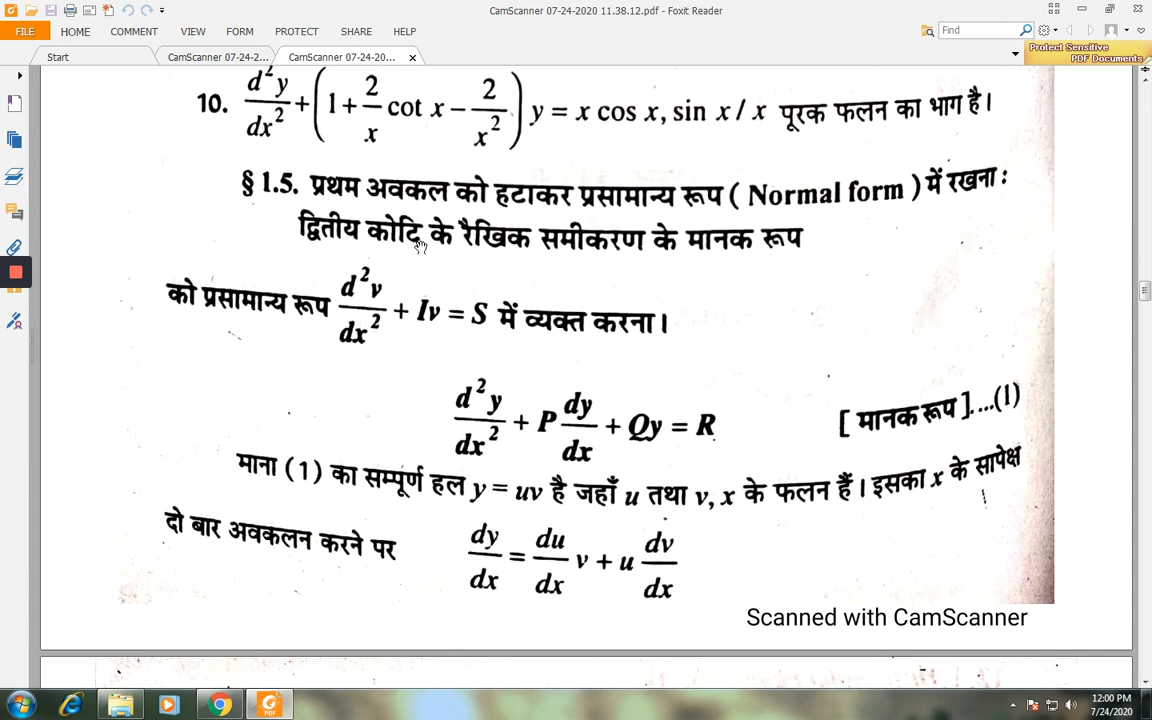 CamScanner 07-24-2020 11.38.12.pdf - Foxit Reader
FILE HOME COMMENT VIEW FORM PROTECT SHARE HELP Find
Start CamScanner 07-24-2... CamScanner 07-24-20... Protect Sensitive PDF Documents
10. d²y/dx² + (1 + 2/x cot x − 2/x²) y = x cos x, sin x / x पूरक फलन का भाग है।
§ 1.5. प्रथम अवकल को हटाकर प्रसामान्य रूप ( Normal form ) में रखना :
द्वितीय कोटि के रैखिक समीकरण के मानक रूप
को प्रसामान्य रूप d²v/dx² + Iv = S में व्यक्त करना।
d²y/dx² + P dy/dx + Qy = R [ मानक रूप ]....(1)
माना (1) का सम्पूर्ण हल y = uv है जहाँ u तथा v, x के फलन हैं। इसका x के सापेक्ष
दो बार अवकलन करने पर dy/dx = du/dx v + u dv/dx
Scanned with CamScanner
12:00 PM
7/24/2020